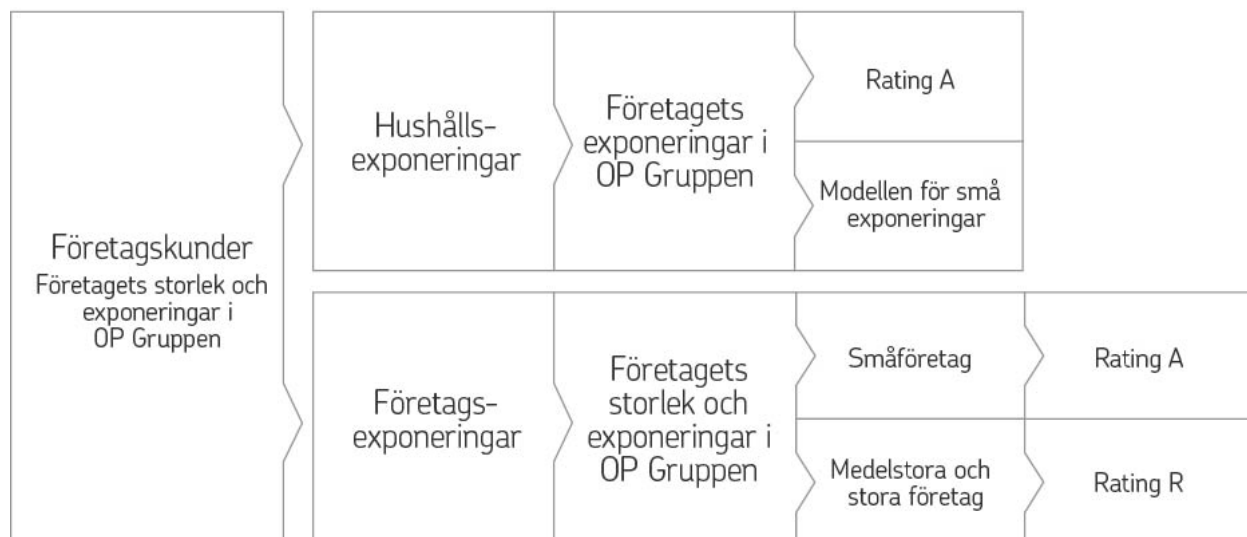 Företagskunder
Företagets storlek och
exponeringar i
OP Gruppen
Hushålls-
exponeringar
Företagets
exponeringar i
OP Gruppen
Rating A
Modellen för små
exponeringar
Företags-
exponeringar
Företagets
storlek och
exponeringar i
OP Gruppen
Småföretag
Rating A
Medelstora och
stora företag
Rating R